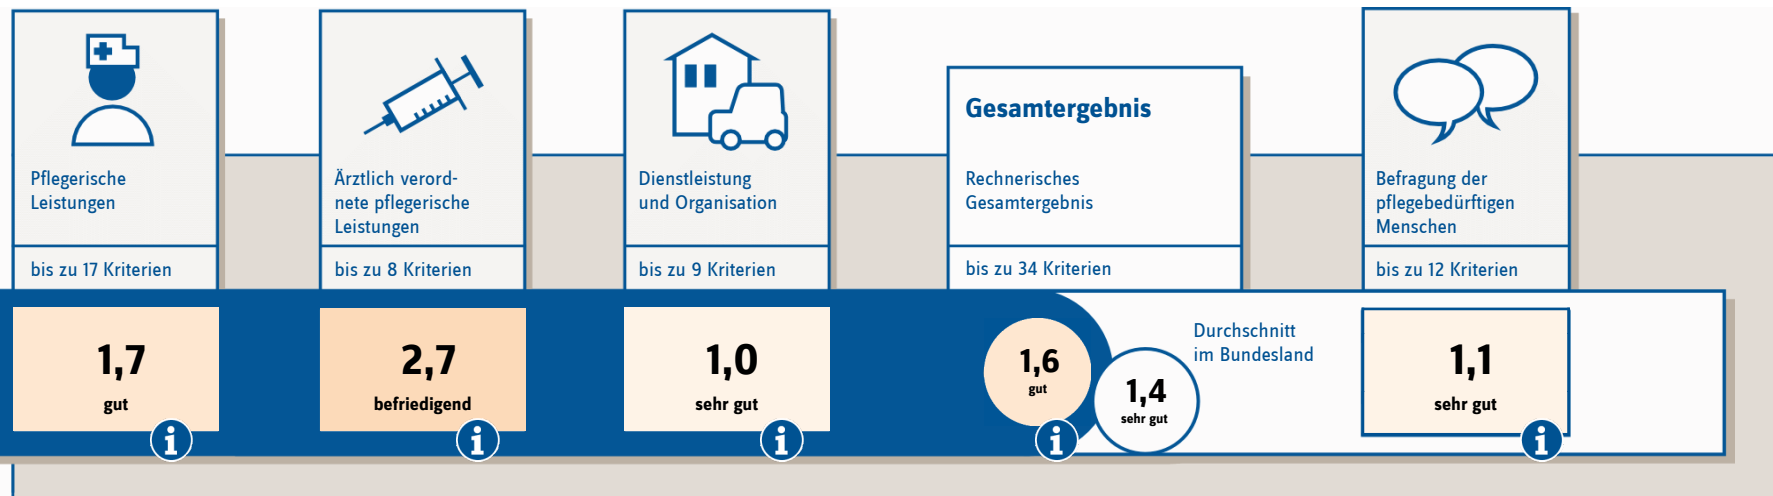 Pflegerische
Leistungen
bis zu 17 Kriterien
1,7
gut
i
Ärztlich verord-
nete pflegerische
Leistungen
bis zu 8 Kriterien
2,7
befriedigend
i
Dienstleistung
und Organisation
bis zu 9 Kriterien
1,0
sehr gut
i
Gesamtergebnis
Rechnerisches
Gesamtergebnis
bis zu 34 Kriterien
1,6
gut
i
1,4
sehr gut
Durchschnitt
im Bundesland
Befragung der
pflegebedürftigen
Menschen
bis zu 12 Kriterien
1,1
sehr gut
i